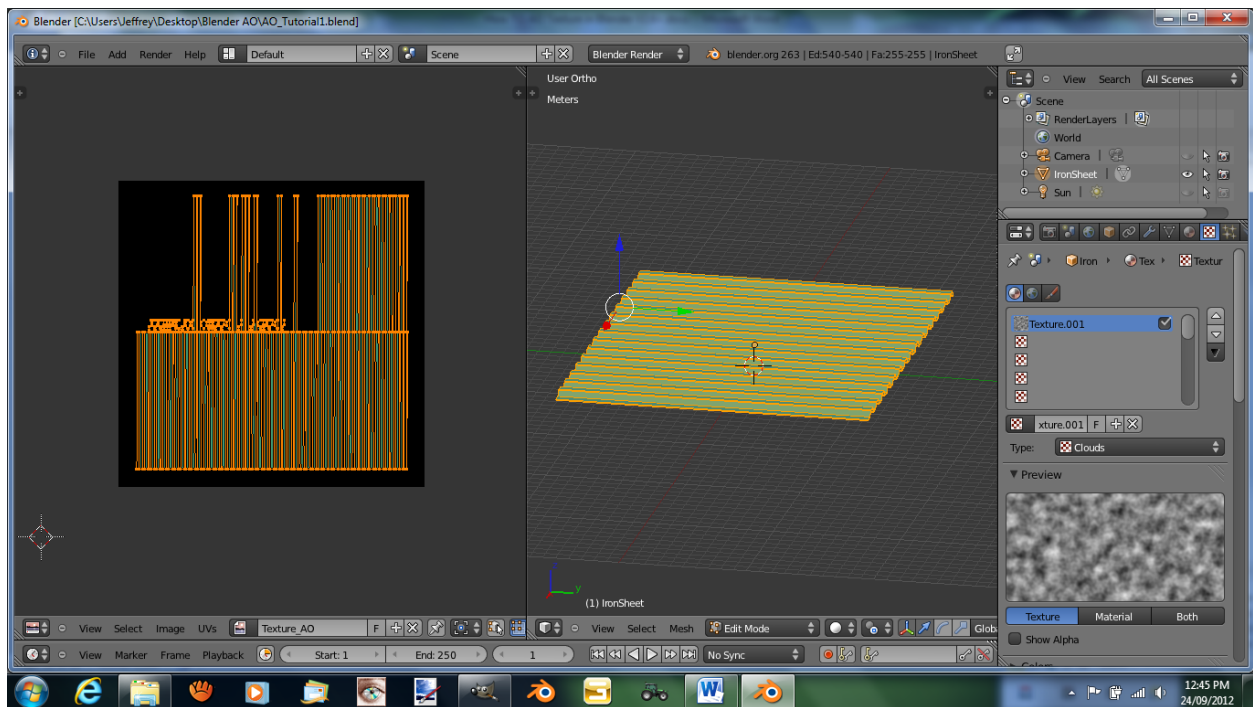 Blender [C:\Users\Jeffrey\Desktop\Blender AO\AO_Tutorial1.blend]
File Add Render Help Default Scene Blender Render blender.org 263 | Ed:540-540 | Fa:255-255 | IronSheet
User Ortho
Meters
View Search All Scenes
Scene
RenderLayers |
World
Camera |
IronSheet |
Sun |
Iron Tex Textur
Texture.001
xture.001 F
Type: Clouds
Preview
Texture Material Both
Show Alpha
z
y
(1) IronSheet
View Select Image UVs Texture_AO F
View Select Mesh Edit Mode Globa
View Marker Frame Playback Start: 1 End: 250 1 No Sync
Colors
12:45 PM
24/09/2012